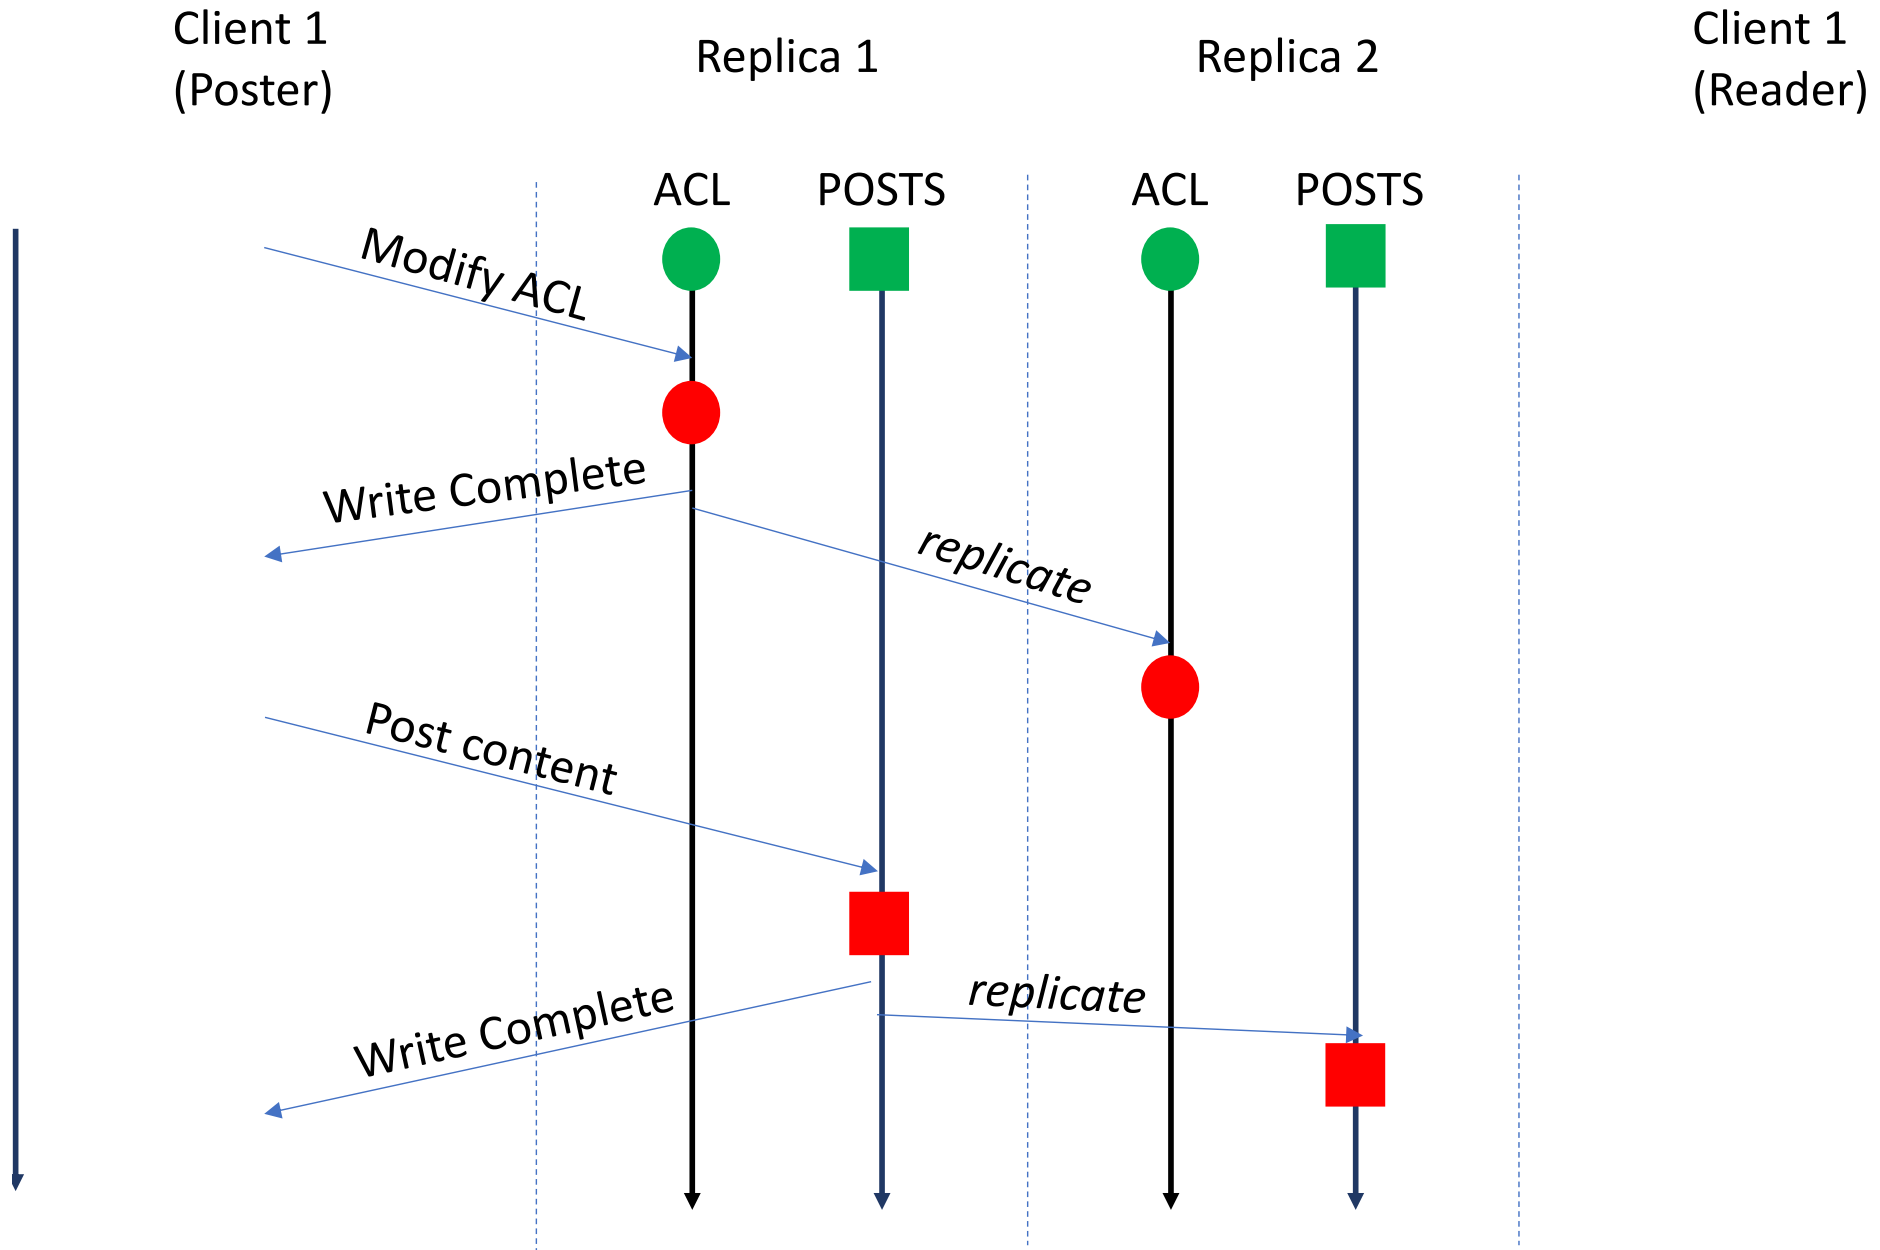 Client 1
(Poster)
Replica 1
Replica 2
Client 1
(Reader)
ACL
POSTS
ACL
POSTS
Modify ACL
Write Complete
replicate
Post content
replicate
Write Complete